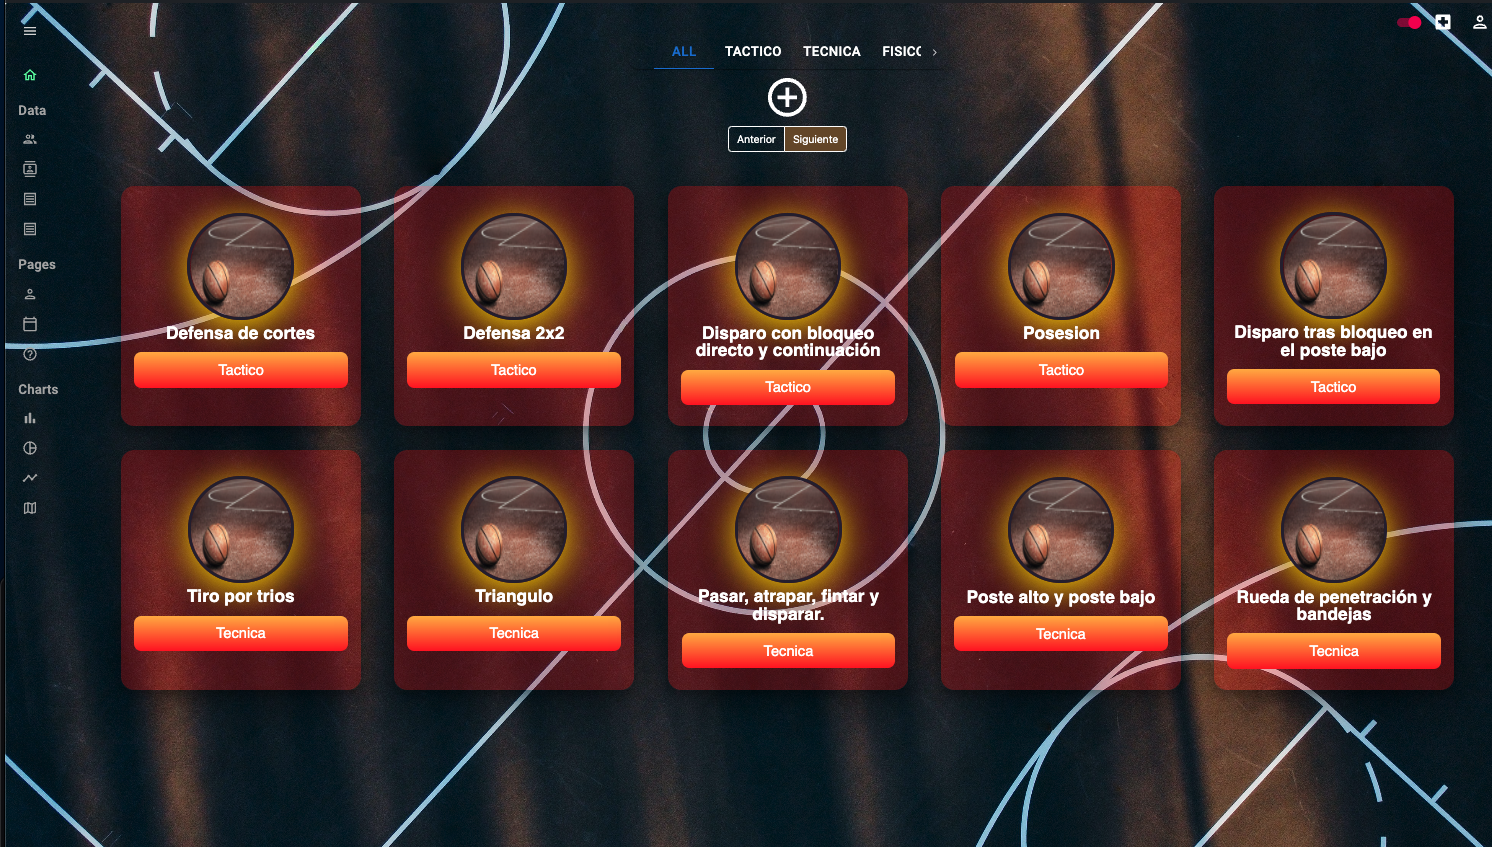 ALL TACTICO TECNICA FISICO
Anterior Siguiente
Data
Pages
Charts
Defensa de cortes
Tactico
Defensa 2x2
Tactico
Disparo con bloqueo
directo y continuación
Tactico
Posesion
Tactico
Disparo tras bloqueo en
el poste bajo
Tactico
Tiro por trios
Tecnica
Triangulo
Tecnica
Pasar, atrapar, fintar y
disparar.
Tecnica
Poste alto y poste bajo
Tecnica
Rueda de penetración y
bandejas
Tecnica